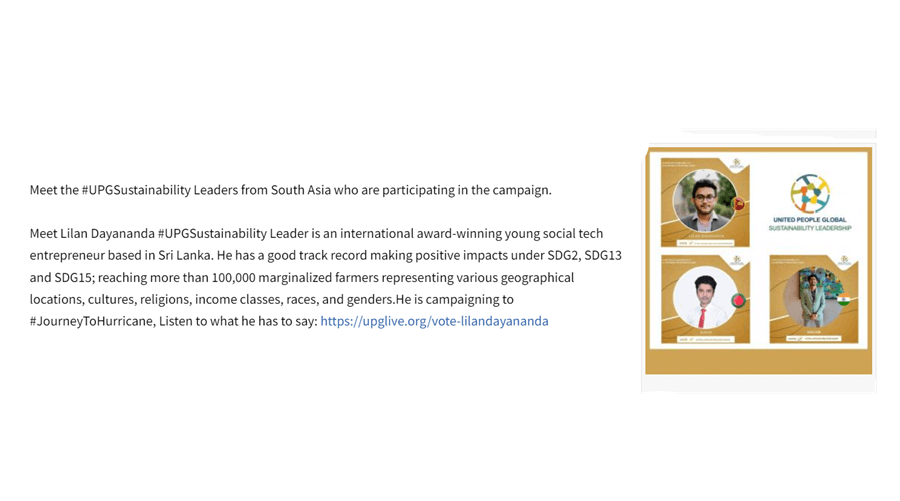 Meet the #UPGSustainability Leaders from South Asia who are participating in the campaign.
Meet Lilan Dayananda #UPGSustainability Leader is an international award-winning young social tech
entrepreneur based in Sri Lanka. He has a good track record making positive impacts under SDG2, SDG13
and SDG15; reaching more than 100,000 marginalized farmers representing various geographical
locations, cultures, religions, income classes, races, and genders.He is campaigning to
#JourneyToHurricane, Listen to what he has to say: https://upglive.org/vote-lilandayananda
UNITED PEOPLE GLOBAL
SUSTAINABILITY LEADERSHIP